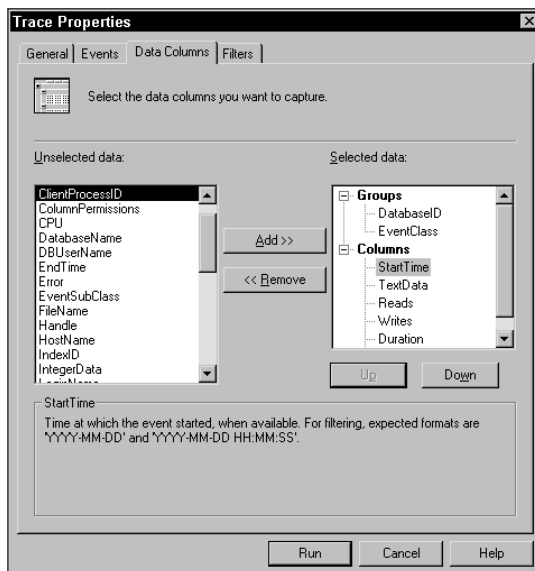 Trace Properties
General Events Data Columns Filters
Select the data columns you want to capture.
Unselected data:
Selected data:
ClientProcessID
ColumnPermissions
CPU
DatabaseName
DBUserName
EndTime
Error
EventSubClass
FileName
Handle
HostName
IndexID
IntegerData
LoginName
Add >>
<< Remove
Groups
DatabaseID
EventClass
Columns
StartTime
TextData
Reads
Writes
Duration
Up Down
StartTime
Time at which the event started, when available. For filtering, expected formats are
'YYYY-MM-DD' and 'YYYY-MM-DD HH:MM:SS'.
Run Cancel Help